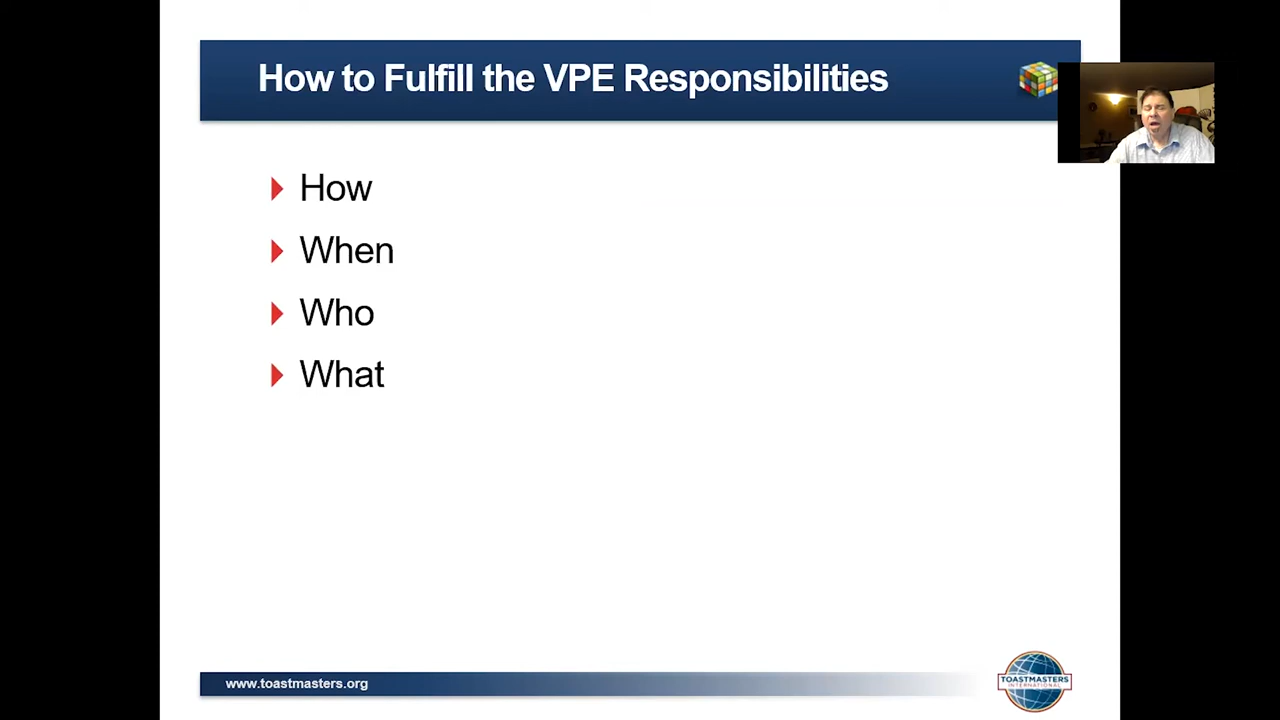 How to Fulfill the VPE Responsibilities
How
When
Who
What
www.toastmasters.org
TOASTMASTERS
INTERNATIONAL